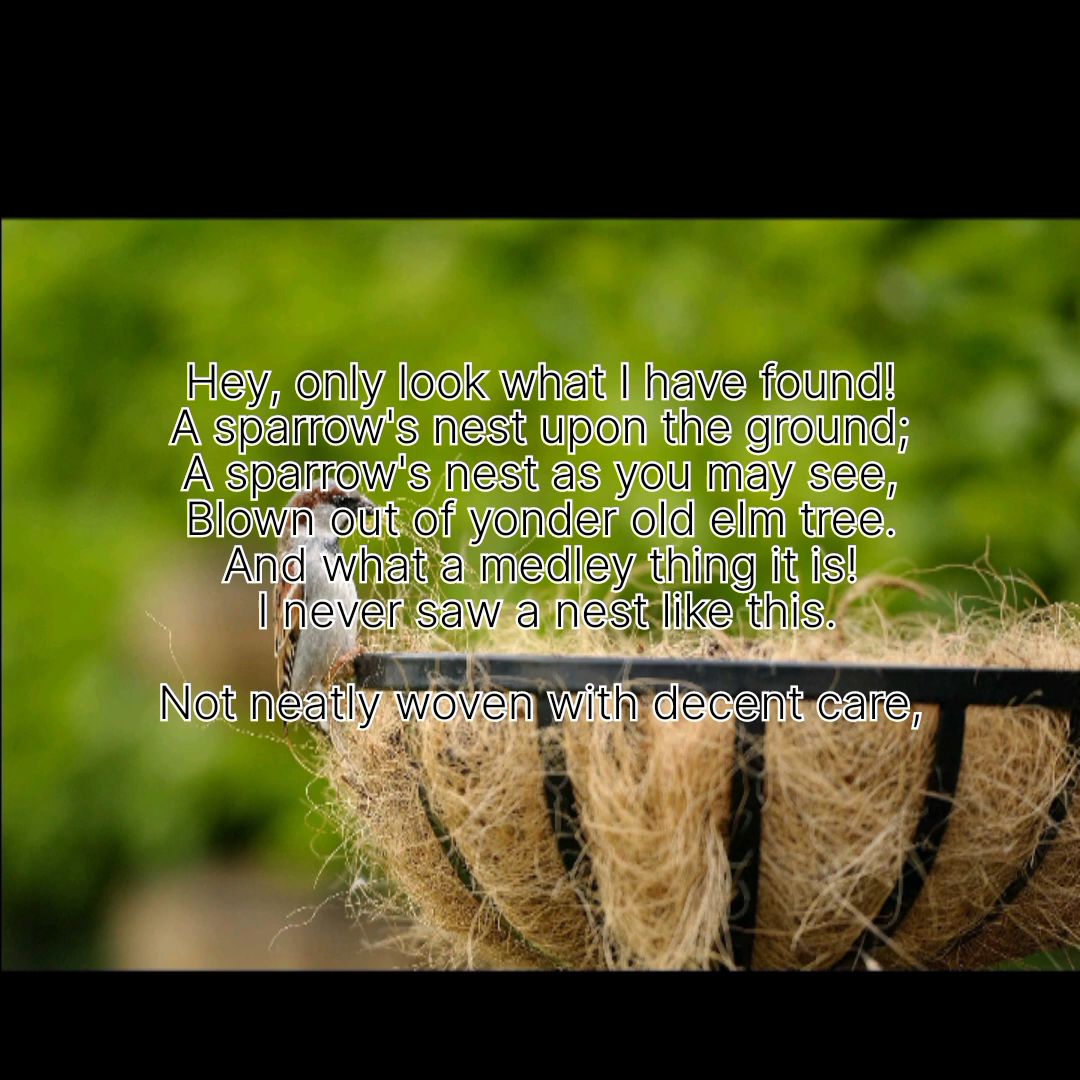 Hey, only look what I have found!
A sparrow's nest upon the ground;
A sparrow's nest as you may see,
Blown out of yonder old elm tree.
And what a medley thing it is!
I never saw a nest like this.
Not neatly woven with decent care,